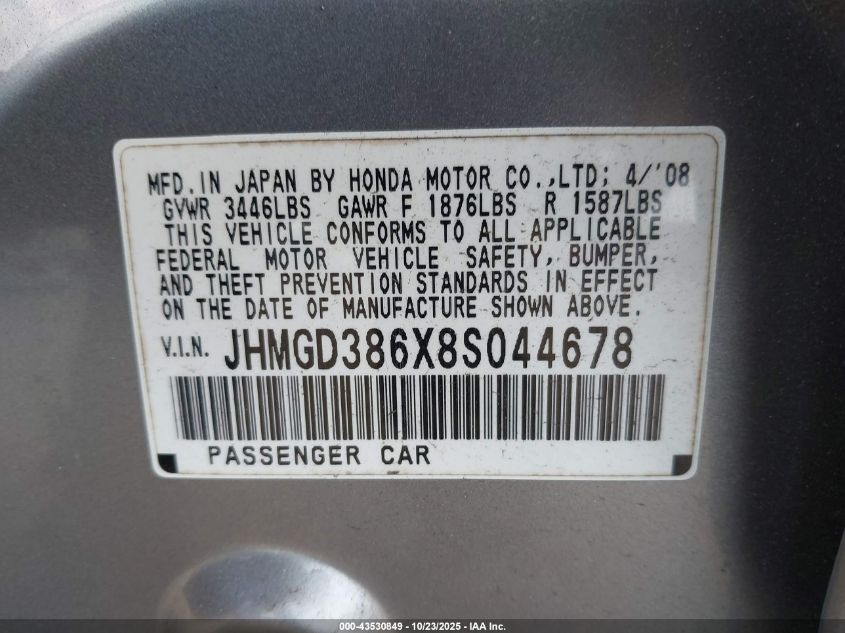 MFD. IN JAPAN BY HONDA MOTOR CO.,LTD; 4/'08
GVWR 3446LBS GAWR F 1876LBS R 1587LBS
THIS VEHICLE CONFORMS TO ALL APPLICABLE
FEDERAL MOTOR VEHICLE SAFETY, BUMPER,
AND THEFT PREVENTION STANDARDS IN EFFECT
ON THE DATE OF MANUFACTURE SHOWN ABOVE.
V.I.N. JHMGD386X8S044678
PASSENGER CAR
000-43530849 - 10/23/2025 - IAA Inc.